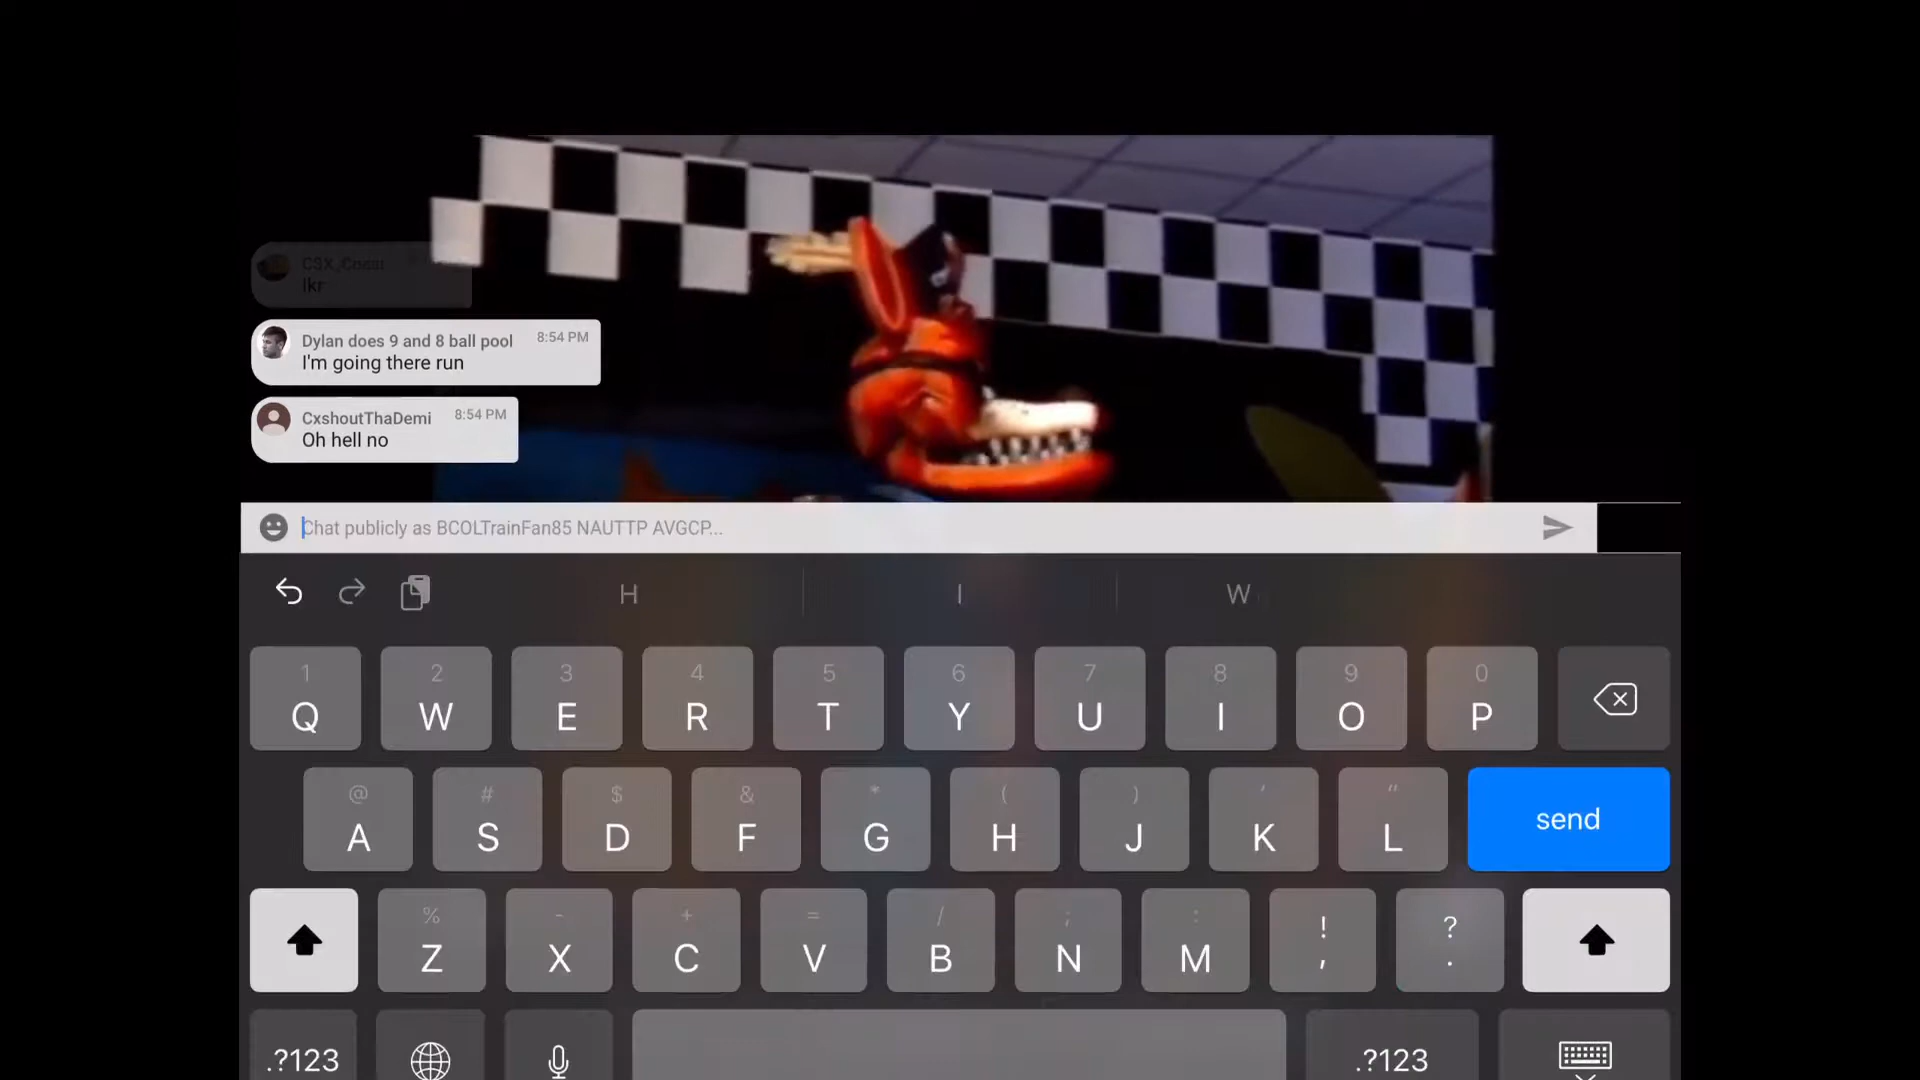 CSX_Coast
Ikr
Dylan does 9 and 8 ball pool 8:54 PM
I'm going there run
CxshoutThaDemi 8:54 PM
Oh hell no
Chat publicly as BCOLTrainFan85 NAUTTP AVGCP...
H I W
1 2 3 4 5 6 7 8 9 0
Q W E R T Y U I O P
@ # $ & * ( ) ' "
A S D F G H J K L send
% - + = / ; : ! ?
Z X C V B N M , .
.?123 .?123